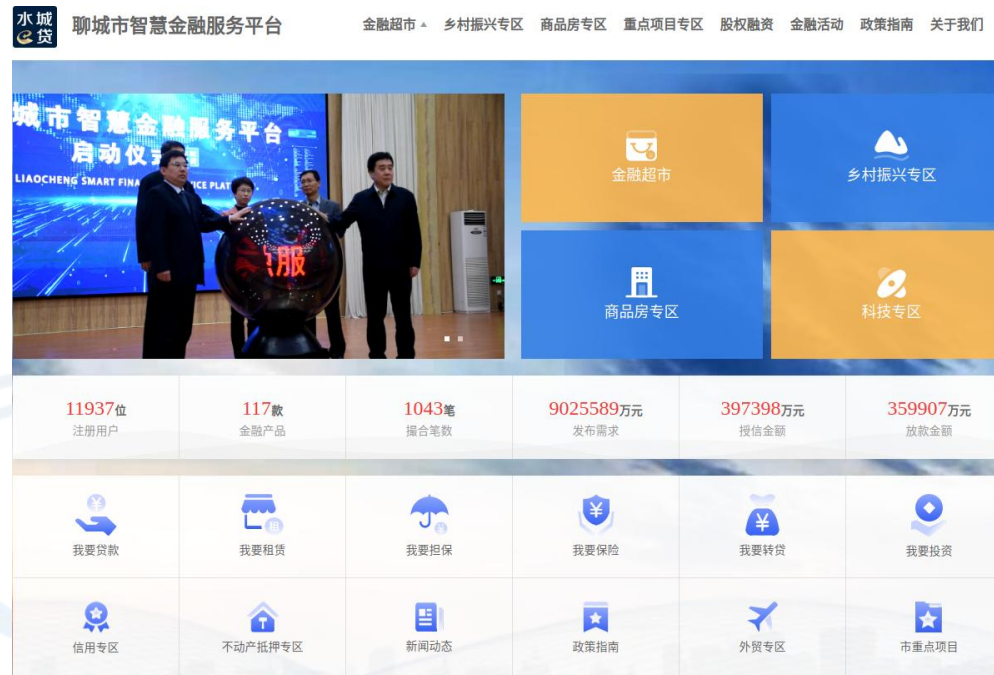 水城
贷
聊城市智慧金融服务平台
金融超市 乡村振兴专区 商品房专区 重点项目专区 股权融资 金融活动 政策指南 关于我们
城市智慧金融服务平台
启动仪式
LIAOCHENG SMART FINA
ICE PLAT
服
金融超市
乡村振兴专区
商品房专区
科技专区
11937位
注册用户
117款
金融产品
1043笔
撮合笔数
9025589万元
发布需求
397398万元
授信金额
359907万元
放款金额
我要贷款
我要租赁
我要担保
我要保险
我要转贷
我要投资
信用专区
不动产抵押专区
新闻动态
政策指南
外贸专区
市重点项目